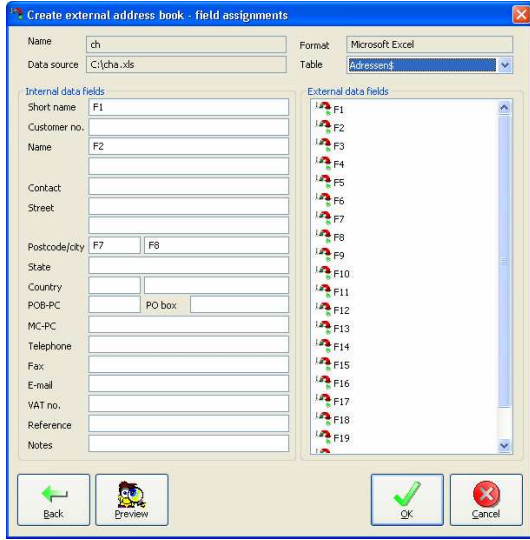 Create external address book - field assignments
Name ch Format Microsoft Excel
Data source C:\cha.xls Table Adressen$
Internal data fields External data fields
Short name F1
Customer no.
Name F2
Contact
Street
Postcode/city F7 F8
State
Country
POB-PC PO box
MC-PC
Telephone
Fax
E-mail
VAT no.
Reference
Notes
F1
F2
F3
F4
F5
F6
F7
F8
F9
F10
F11
F12
F13
F14
F15
F16
F17
F18
F19
Back Preview OK Cancel